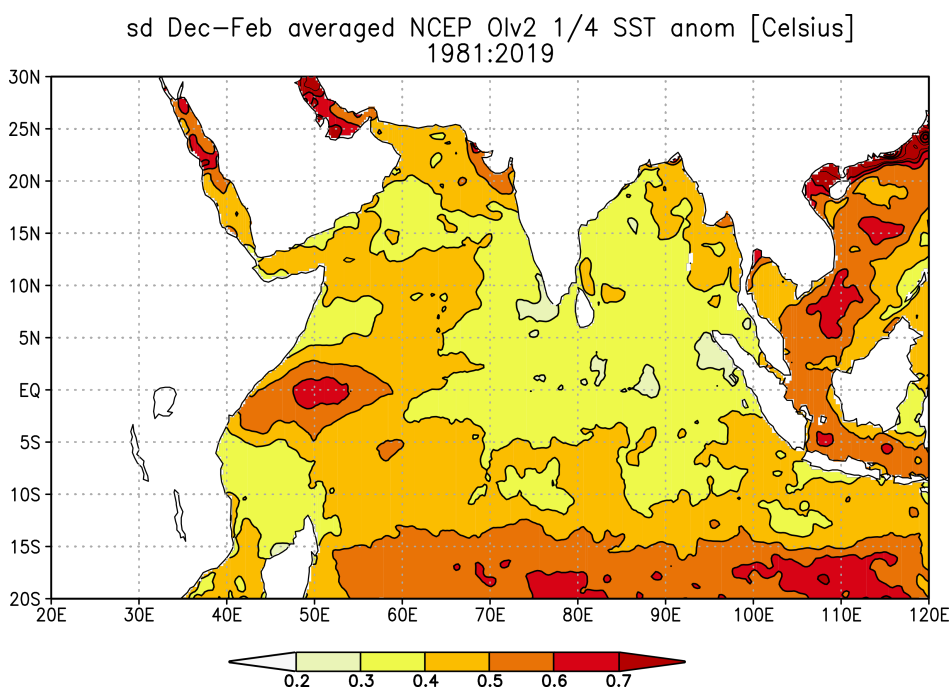 sd Dec-Feb averaged NCEP OIv2 1/4 SST anom [Celsius]
1981:2019
30N
25N
20N
15N
10N
5N
EQ
5S
10S
15S
20S
20E 30E 40E 50E 60E 70E 80E 90E 100E 110E 120E
0.2 0.3 0.4 0.5 0.6 0.7